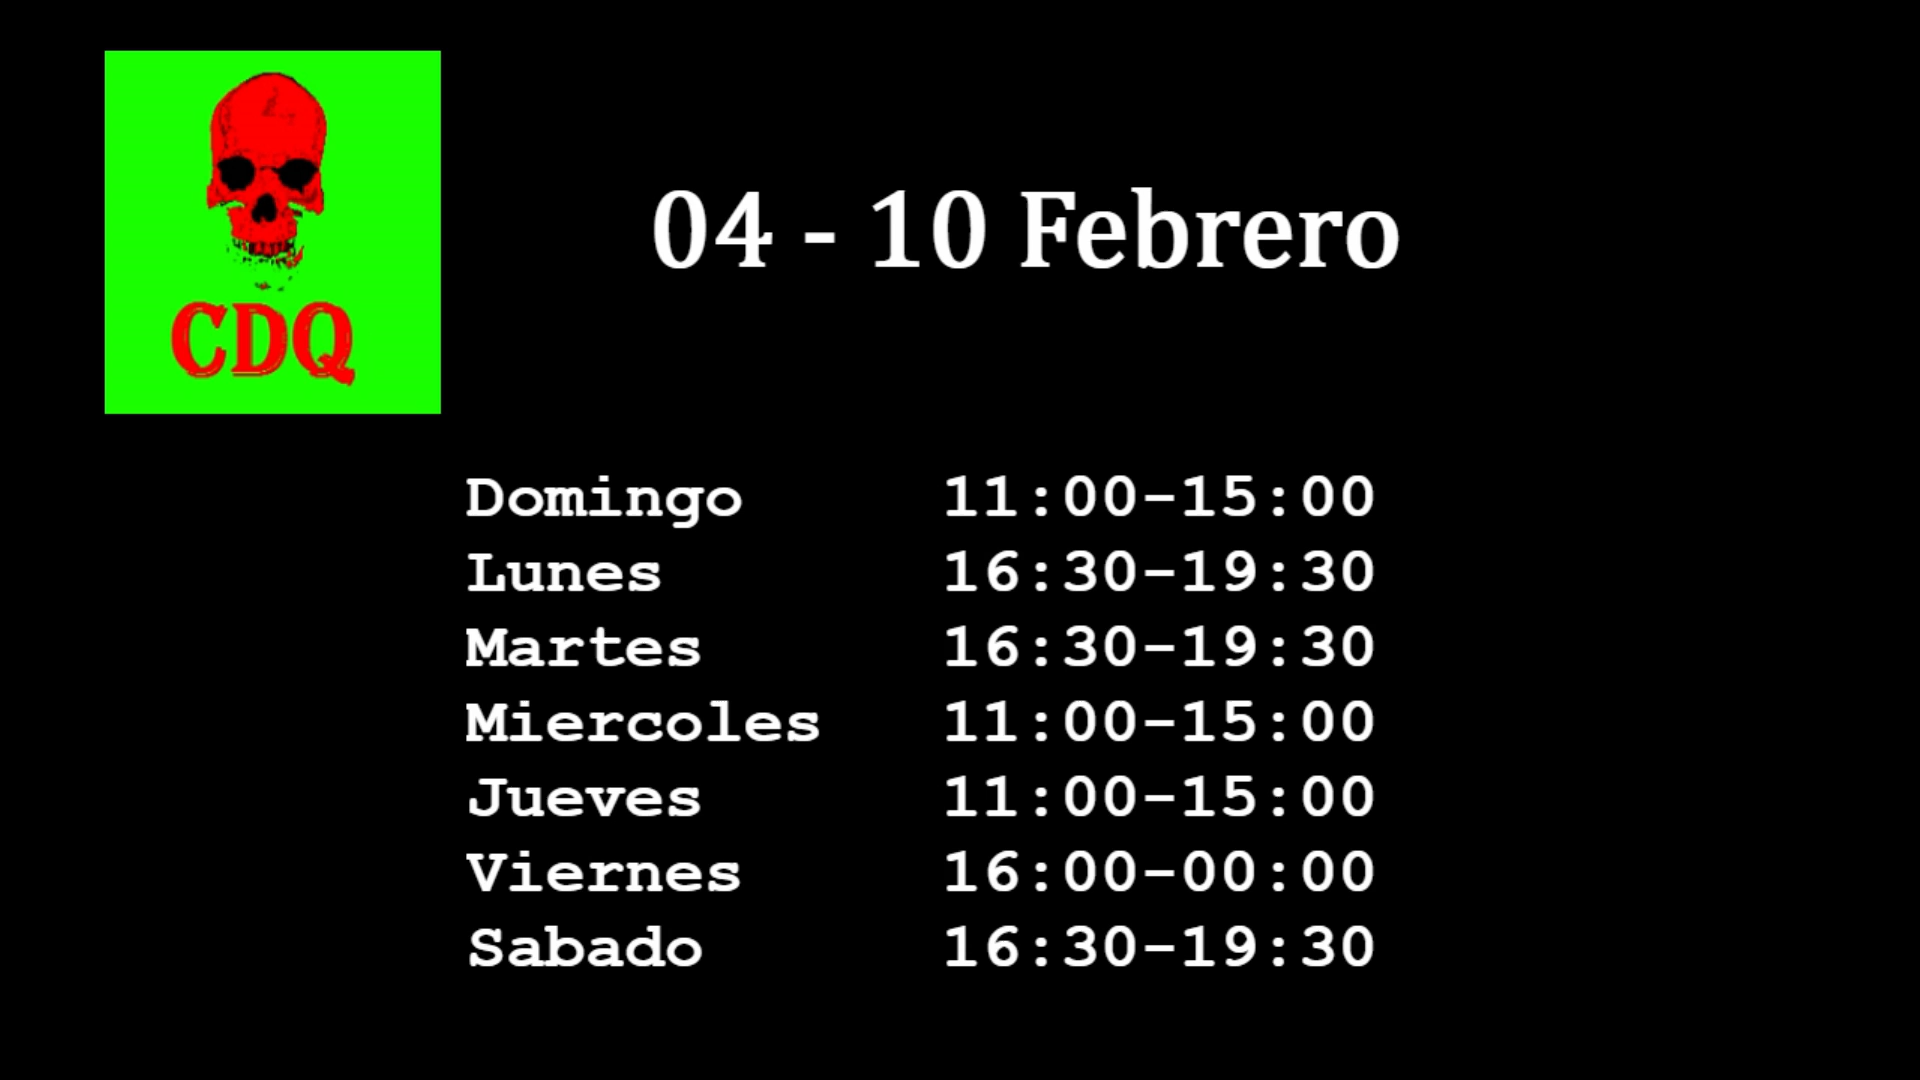 CDQ
04 - 10 Febrero
Domingo 11:00-15:00
Lunes 16:30-19:30
Martes 16:30-19:30
Miercoles 11:00-15:00
Jueves 11:00-15:00
Viernes 16:00-00:00
Sabado 16:30-19:30